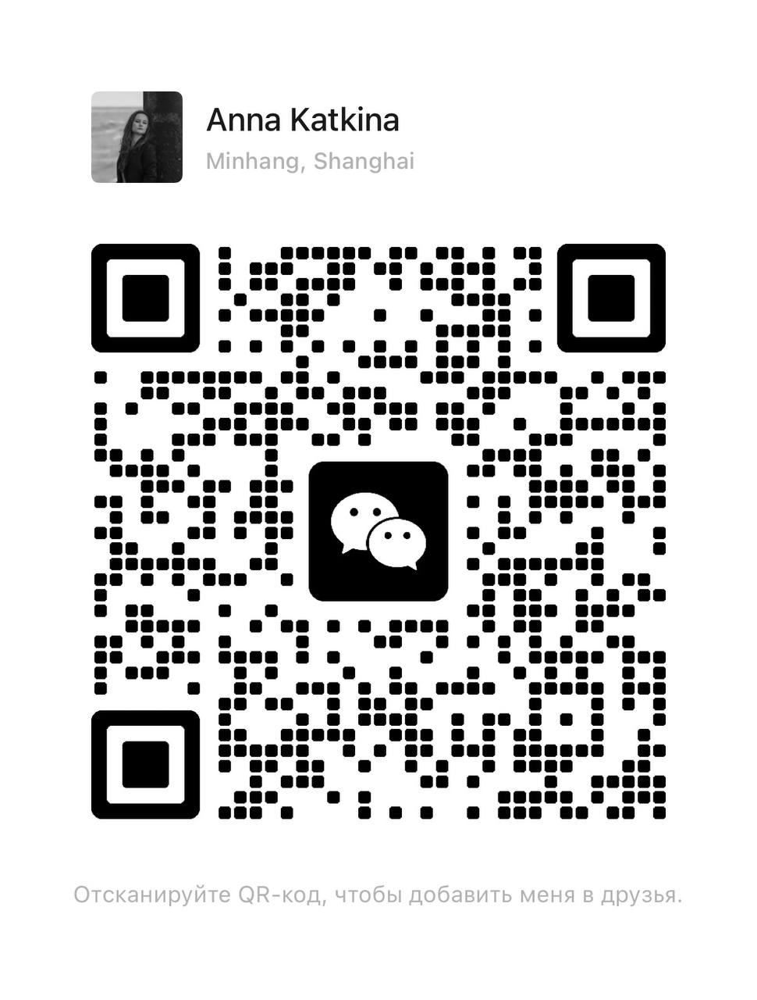 Anna Katkina
Minhang, Shanghai
Отсканируйте QR-код, чтобы добавить меня в друзья.